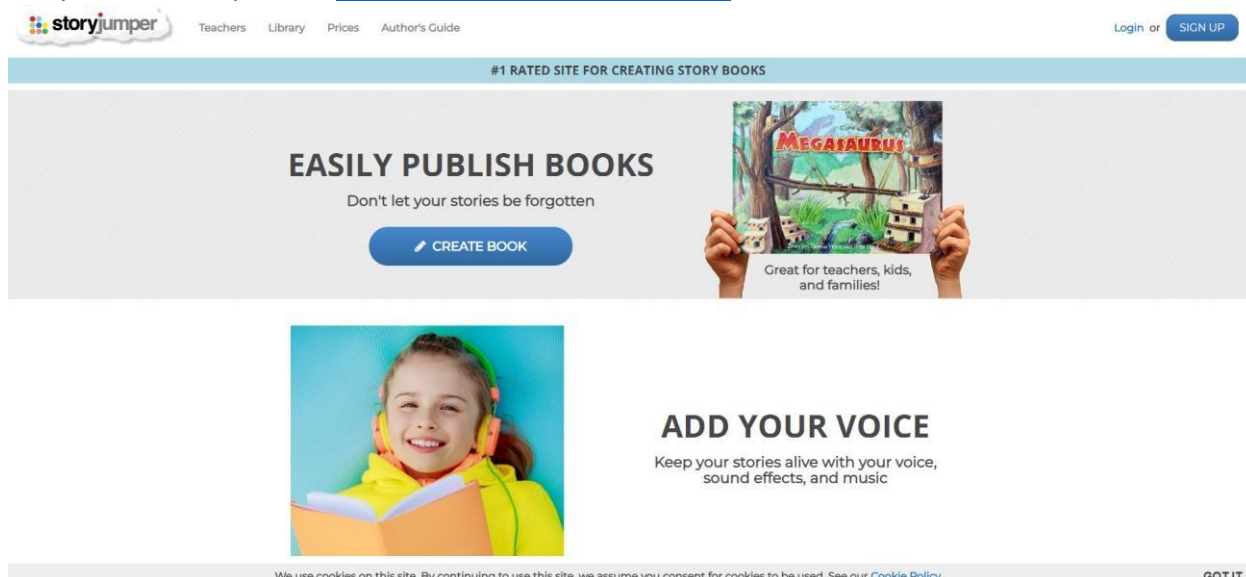 storyjumper
Teachers Library Prices Author's Guide
Login or SIGN UP
#1 RATED SITE FOR CREATING STORY BOOKS
EASILY PUBLISH BOOKS
Don't let your stories be forgotten
CREATE BOOK
MEGASAURUS
Great for teachers, kids,
and families!
ADD YOUR VOICE
Keep your stories alive with your voice,
sound effects, and music
We use cookies on this site. By continuing to use this site, we assume you consent for cookies to be used. See our Cookie Policy
GOT IT